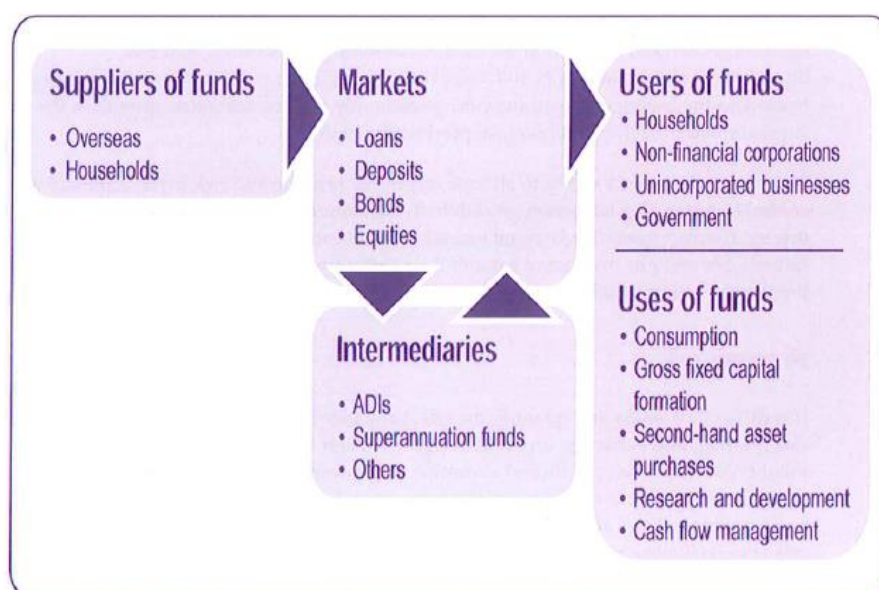 Suppliers of funds
• Overseas
• Households
Markets
• Loans
• Deposits
• Bonds
• Equities
Intermediaries
• ADIs
• Superannuation funds
• Others
Users of funds
• Households
• Non-financial corporations
• Unincorporated businesses
• Government
Uses of funds
• Consumption
• Gross fixed capital
formation
• Second-hand asset
purchases
• Research and development
• Cash flow management